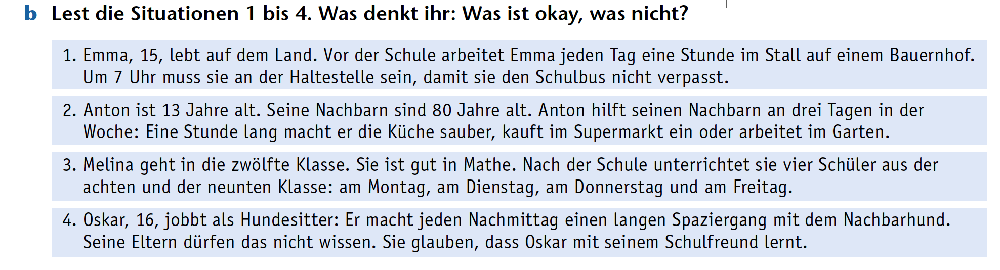 b Lest die Situationen 1 bis 4. Was denkt ihr: Was ist okay, was nicht?
1. Emma, 15, lebt auf dem Land. Vor der Schule arbeitet Emma jeden Tag eine Stunde im Stall auf einem Bauernhof.
Um 7 Uhr muss sie an der Haltestelle sein, damit sie den Schulbus nicht verpasst.
2. Anton ist 13 Jahre alt. Seine Nachbarn sind 80 Jahre alt. Anton hilft seinen Nachbarn an drei Tagen in der
Woche: Eine Stunde lang macht er die Küche sauber, kauft im Supermarkt ein oder arbeitet im Garten.
3. Melina geht in die zwölfte Klasse. Sie ist gut in Mathe. Nach der Schule unterrichtet sie vier Schüler aus der
achten und der neunten Klasse: am Montag, am Dienstag, am Donnerstag und am Freitag.
4. Oskar, 16, jobbt als Hundesitter: Er macht jeden Nachmittag einen langen Spaziergang mit dem Nachbarhund.
Seine Eltern dürfen das nicht wissen. Sie glauben, dass Oskar mit seinem Schulfreund lernt.